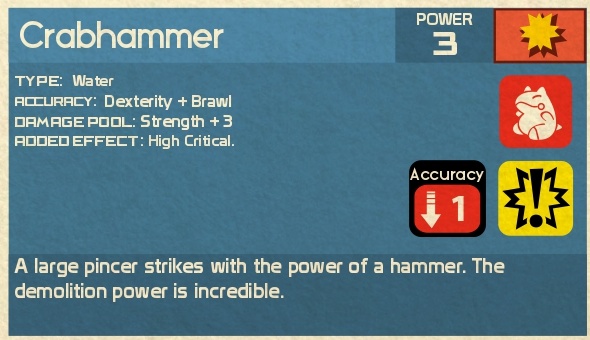 Crabhammer
POWER
3
TYPE: Water
ACCURACY: Dexterity + Brawl
DAMAGE POOL: Strength + 3
ADDED EFFECT: High Critical.
Accuracy
1
!
A large pincer strikes with the power of a hammer. The
demolition power is incredible.